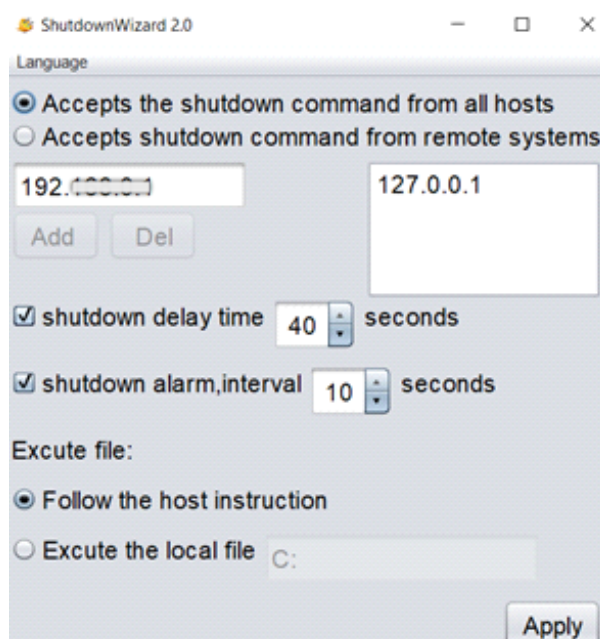 ShutdownWizard 2.0
Language
Accepts the shutdown command from all hosts
Accepts shutdown command from remote systems
192.
127.0.0.1
Add Del
shutdown delay time 40 seconds
shutdown alarm,interval 10 seconds
Excute file:
Follow the host instruction
Excute the local file C:
Apply